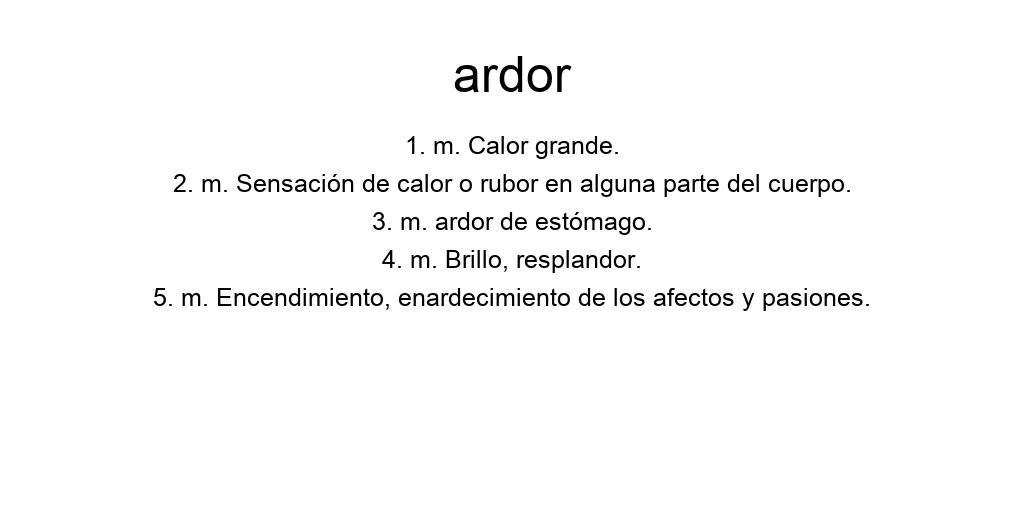 ardor
1. m. Calor grande.
2. m. Sensación de calor o rubor en alguna parte del cuerpo.
3. m. ardor de estómago.
4. m. Brillo, resplandor.
5. m. Encendimiento, enardecimiento de los afectos y pasiones.